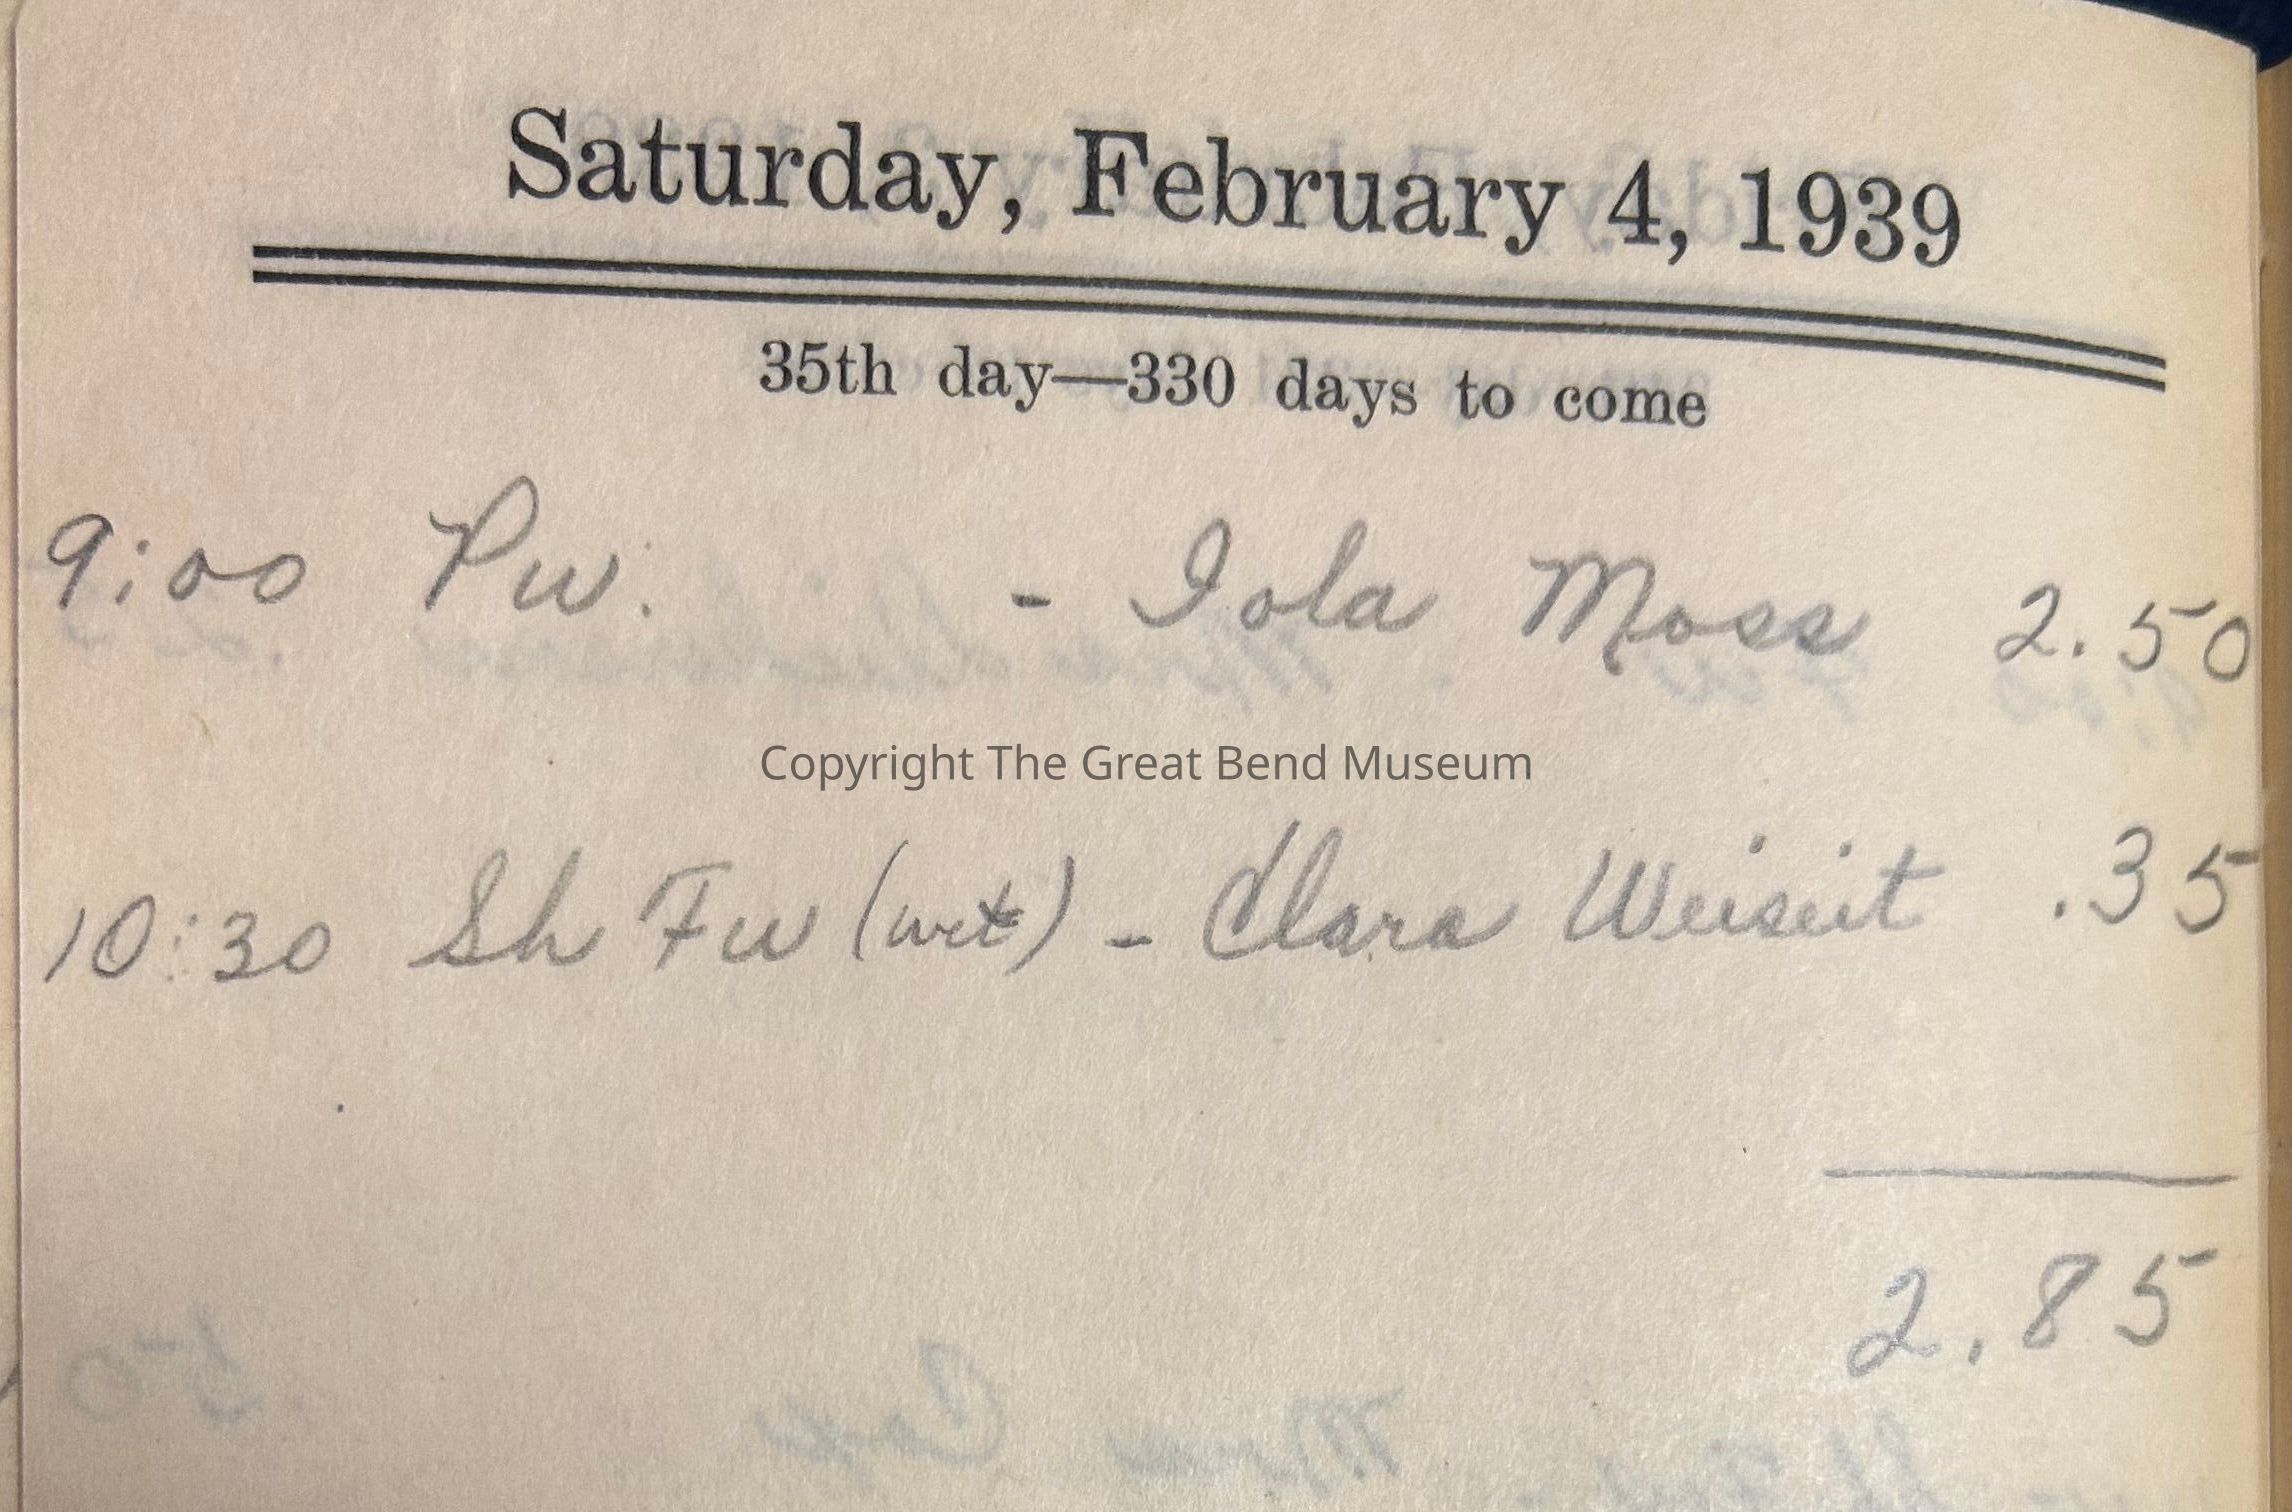 Saturday, February 4, 1939
35th day—330 days to come
9:00 Pw. - Iola Moss 2.50
Copyright The Great Bend Museum
10:30 Sh Fw (wet) - Clara Weiseit .35
2.85